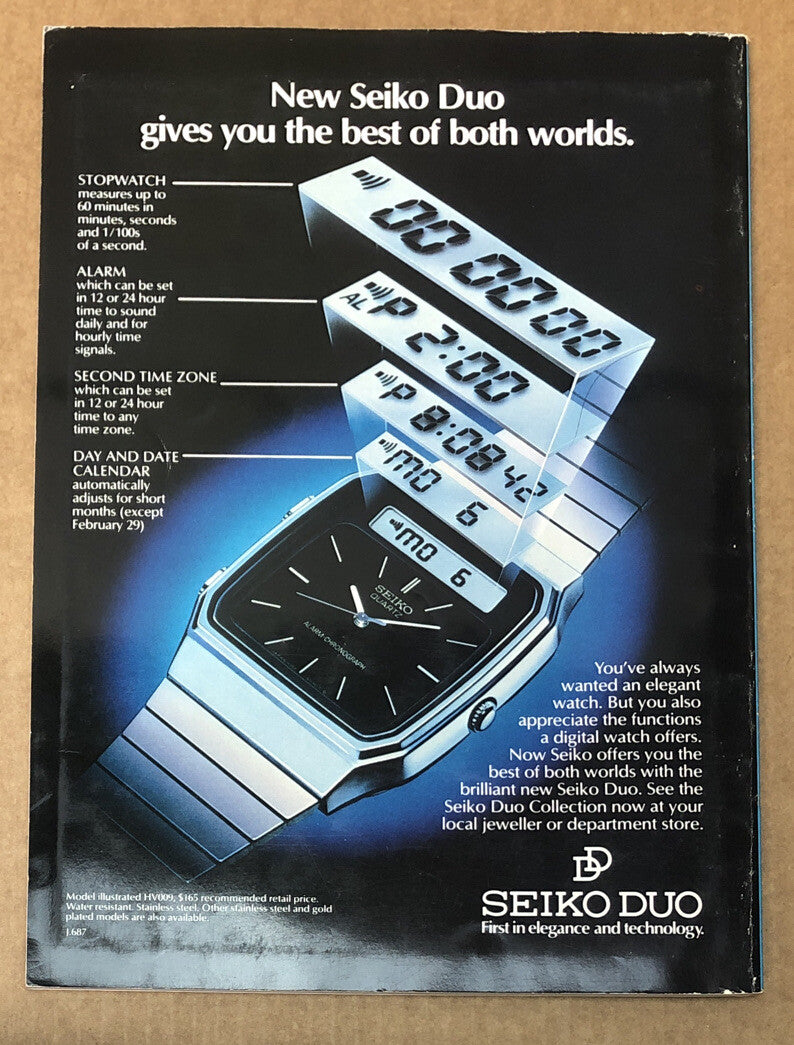 New Seiko Duo
gives you the best of both worlds.
STOPWATCH
measures up to
60 minutes in
minutes, seconds
and 1/100s
of a second.
ALARM
which can be set
in 12 or 24 hour
time to sound
daily and for
hourly time
signals.
SECOND TIME ZONE
which can be set
in 12 or 24 hour
time to any
time zone.
DAY AND DATE
CALENDAR
automatically
adjusts for short
months (except
February 29)
00 00 00
AL P 2:00
P 8:08 42
MO 6
MO 6
SEIKO
QUARTZ
ALARM-CHRONOGRAPH
You've always
wanted an elegant
watch. But you also
appreciate the functions
a digital watch offers.
Now Seiko offers you the
best of both worlds with the
brilliant new Seiko Duo. See the
Seiko Duo Collection now at your
local jeweller or department store.
SEIKO DUO
First in elegance and technology.
Model illustrated HV009, $165 recommended retail price.
Water resistant. Stainless steel. Other stainless steel and gold
plated models are also available.
J.687